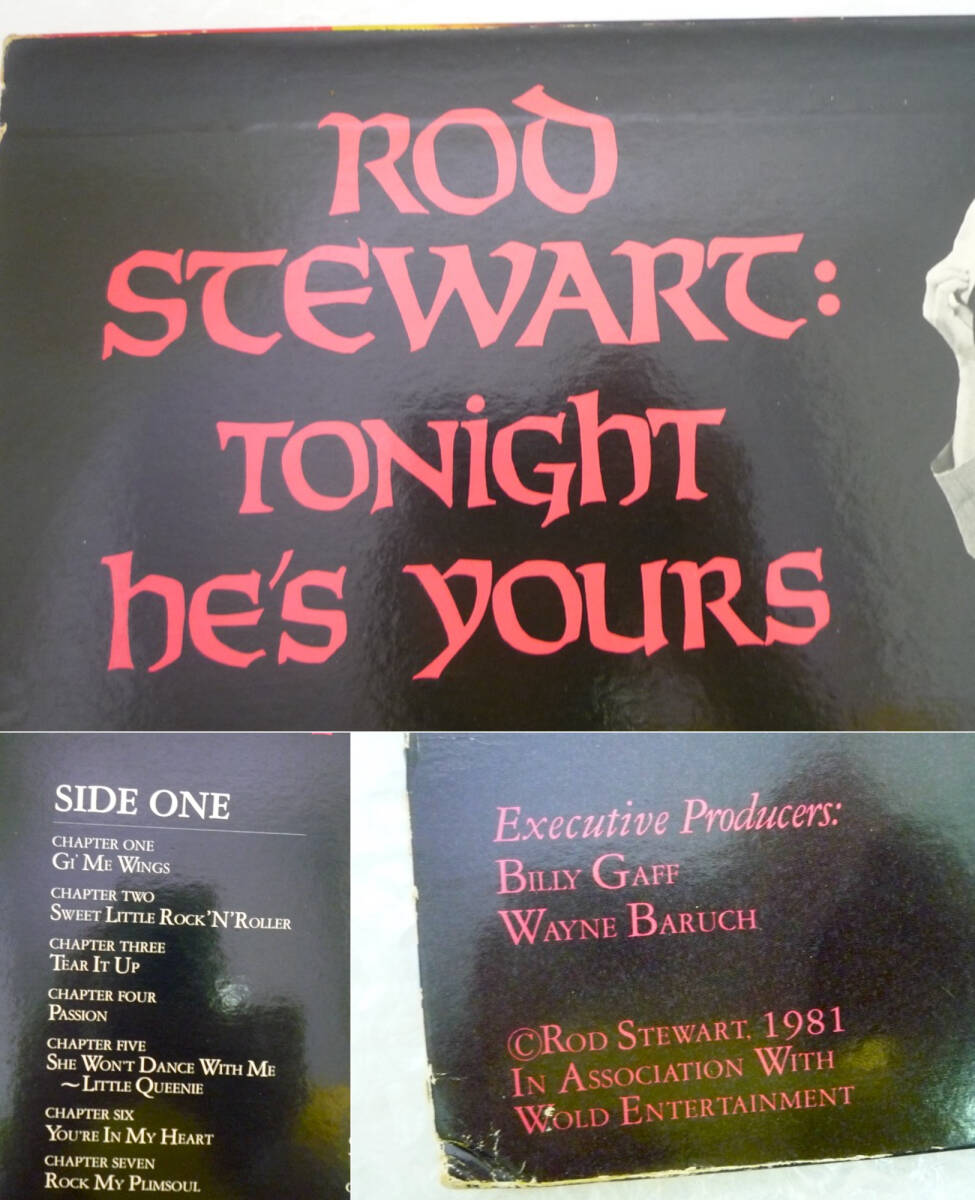 ROD
STEWART:
TONIGHT
HE'S YOURS
SIDE ONE
CHAPTER ONE
GI' ME WINGS
CHAPTER TWO
SWEET LITTLE ROCK 'N' ROLLER
CHAPTER THREE
TEAR IT UP
CHAPTER FOUR
PASSION
CHAPTER FIVE
SHE WON'T DANCE WITH ME
~LITTLE QUEENIE
CHAPTER SIX
YOU'RE IN MY HEART
CHAPTER SEVEN
ROCK MY PLIMSOUL
Executive Producers:
BILLY GAFF
WAYNE BARUCH
©ROD STEWART, 1981
IN ASSOCIATION WITH
WOLD ENTERTAINMENT